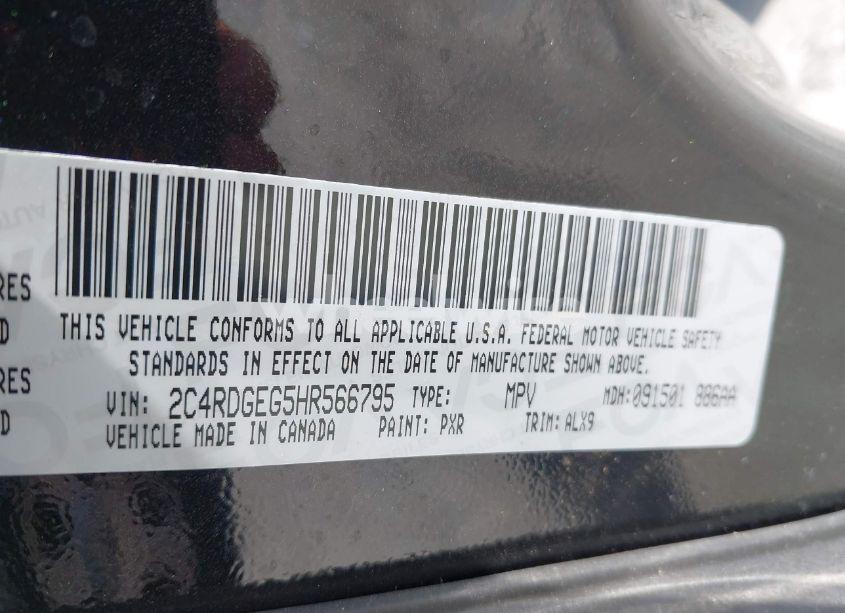 RES
D
RES
D
THIS VEHICLE CONFORMS TO ALL APPLICABLE U.S.A. FEDERAL MOTOR VEHICLE SAFETY
STANDARDS IN EFFECT ON THE DATE OF MANUFACTURE SHOWN ABOVE.
VIN: 2C4RDGEG5HR566795 TYPE: MPV MDH:091501 886AA
VEHICLE MADE IN CANADA PAINT: PXR TRIM: ALX9